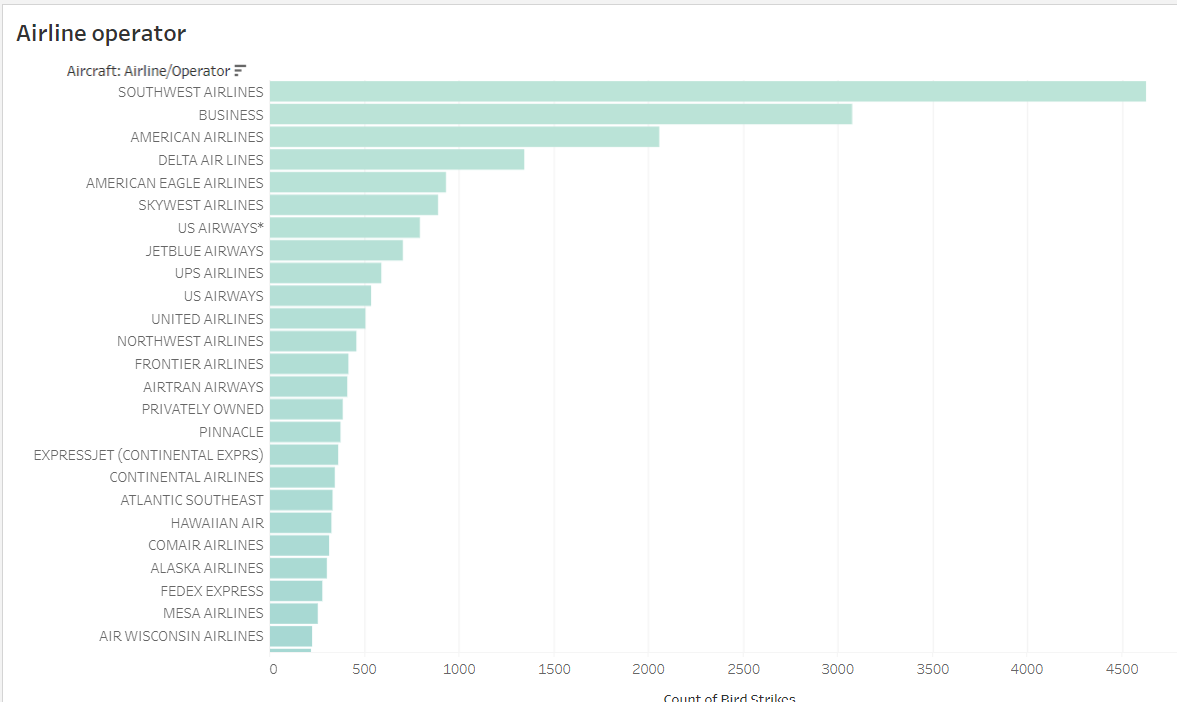 Airline operator
Aircraft: Airline/Operator
SOUTHWEST AIRLINES
BUSINESS
AMERICAN AIRLINES
DELTA AIR LINES
AMERICAN EAGLE AIRLINES
SKYWEST AIRLINES
US AIRWAYS*
JETBLUE AIRWAYS
UPS AIRLINES
US AIRWAYS
UNITED AIRLINES
NORTHWEST AIRLINES
FRONTIER AIRLINES
AIRTRAN AIRWAYS
PRIVATELY OWNED
PINNACLE
EXPRESSJET (CONTINENTAL EXPRS)
CONTINENTAL AIRLINES
ATLANTIC SOUTHEAST
HAWAIIAN AIR
COMAIR AIRLINES
ALASKA AIRLINES
FEDEX EXPRESS
MESA AIRLINES
AIR WISCONSIN AIRLINES
0 500 1000 1500 2000 2500 3000 3500 4000 4500
Count of Bird Strikes